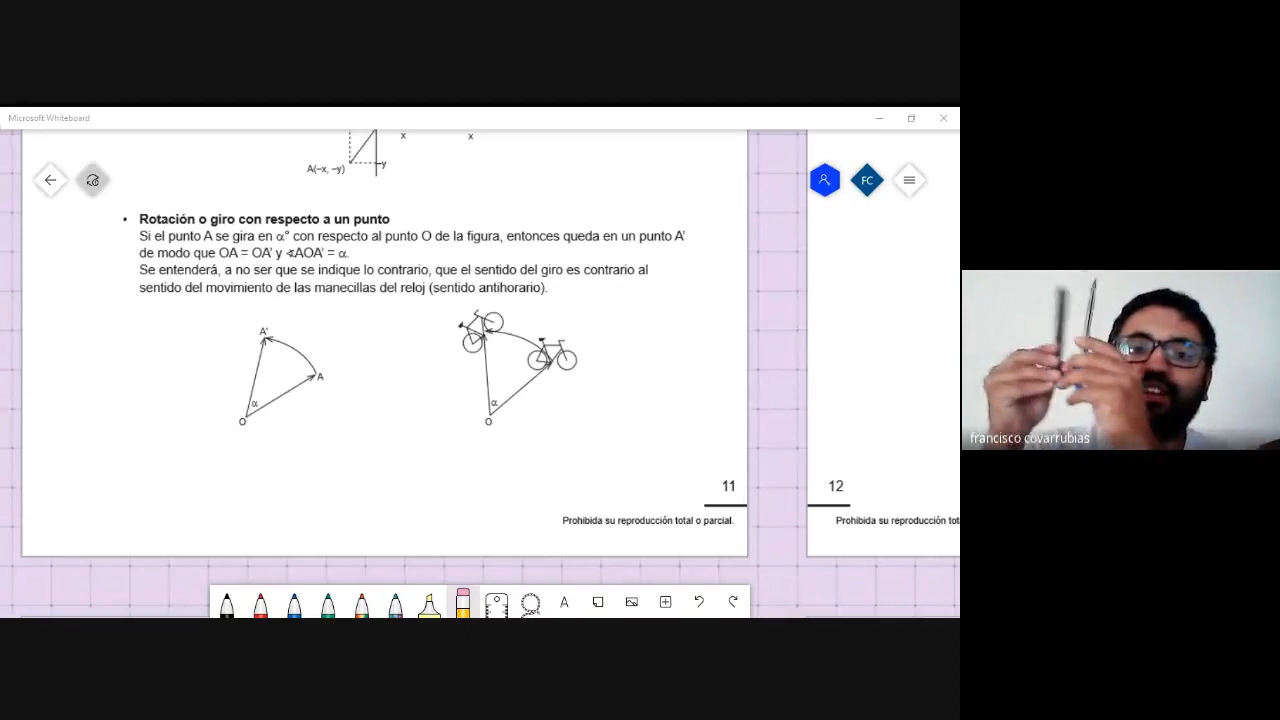 Microsoft Whiteboard
x
x
y
A(–x, –y)
FC
• Rotación o giro con respecto a un punto
Si el punto A se gira en α° con respecto al punto O de la figura, entonces queda en un punto A’
de modo que OA = OA’ y ∢AOA’ = α.
Se entenderá, a no ser que se indique lo contrario, que el sentido del giro es contrario al
sentido del movimiento de las manecillas del reloj (sentido antihorario).
A’
A
α
O
α
O
francisco covarrubias
11
12
Prohibida su reproducción total o parcial.
Prohibida su reproducción tot
A